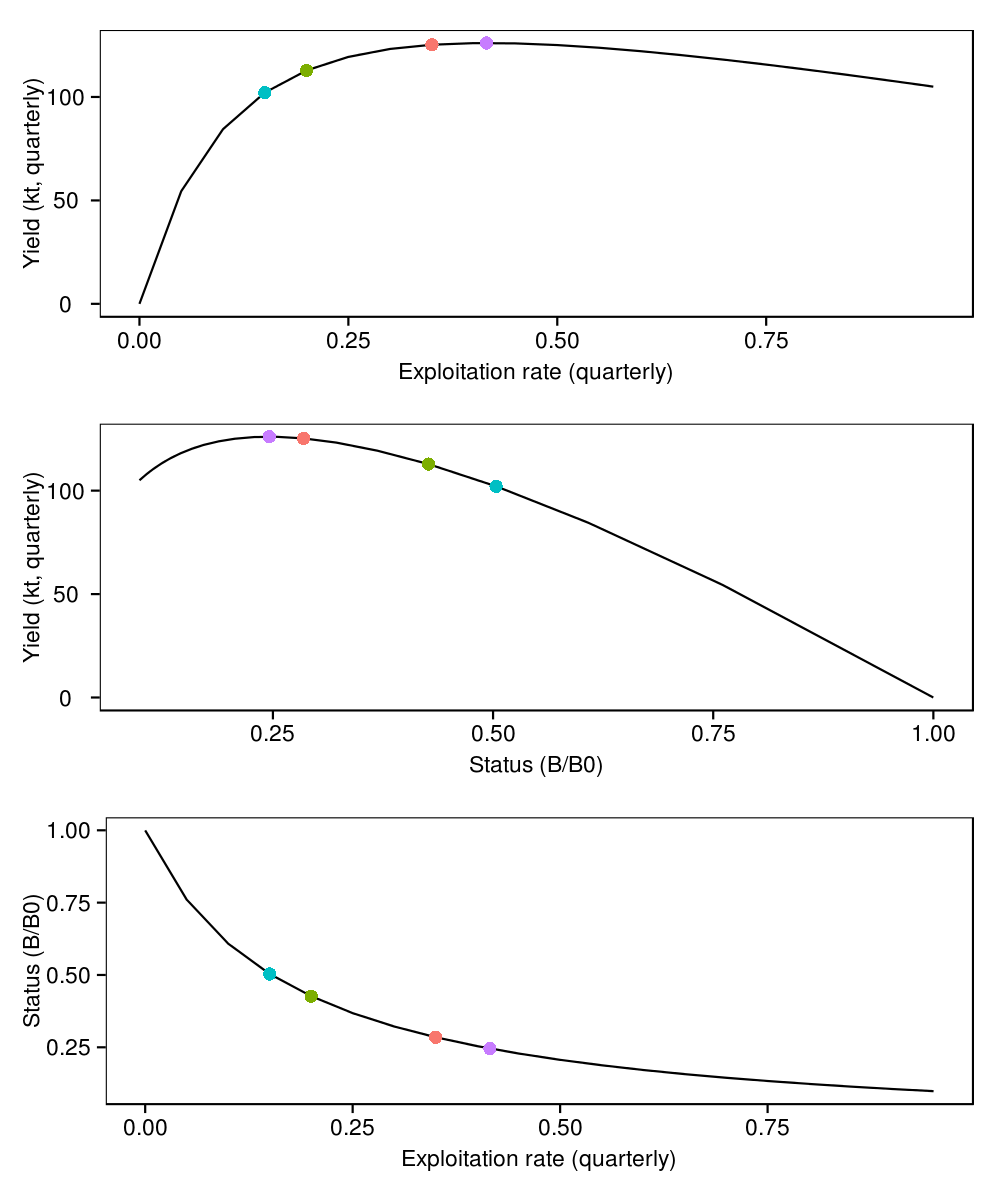 Yield (kt, quarterly)
100
50
0
0.00 0.25 0.50 0.75
Exploitation rate (quarterly)
Yield (kt, quarterly)
100
50
0
0.25 0.50 0.75 1.00
Status (B/B0)
Status (B/B0)
1.00
0.75
0.50
0.25
0.00 0.25 0.50 0.75
Exploitation rate (quarterly)